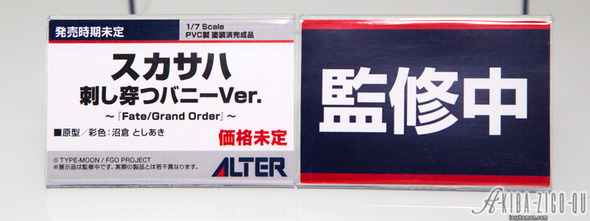 発売時期未定
1/7 Scale
PVC製 塗装済完成品
スカサハ
刺し穿つバニーVer.
～『Fate/Grand Order』～
■原型／彩色：沼倉 としあき
価格未定
© TYPE-MOON / FGO PROJECT
※展示品は監修中です。実際の製品とは若干異なります。
ALTER
監修中
AKIBA-ZIGO-QU